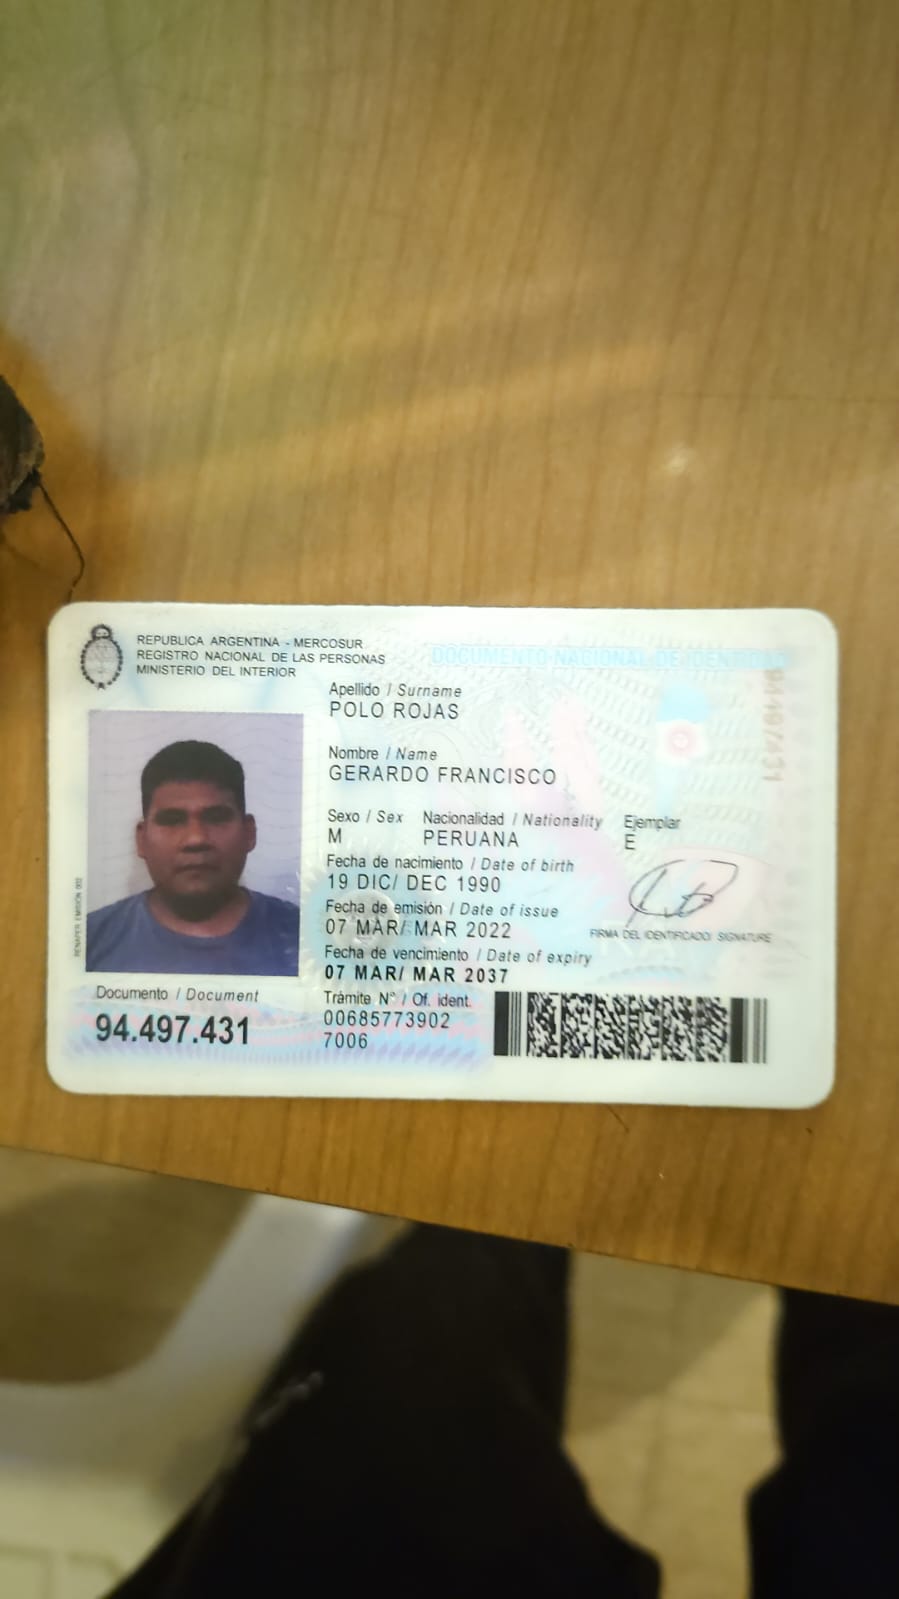 REPUBLICA ARGENTINA - MERCOSUR
REGISTRO NACIONAL DE LAS PERSONAS
MINISTERIO DEL INTERIOR
DOCUMENTO NACIONAL DE IDENTIDAD
Apellido / Surname
POLO ROJAS
Nombre / Name
GERARDO FRANCISCO
Sexo / Sex Nacionalidad / Nationality Ejemplar
M PERUANA E
Fecha de nacimiento / Date of birth
19 DIC/ DEC 1990
Fecha de emisión / Date of issue
07 MAR/ MAR 2022
FIRMA DEL IDENTIFICADO/ SIGNATURE
Fecha de vencimiento / Date of expiry
07 MAR/ MAR 2037
Documento / Document
94.497.431
Trámite N° / Of. ident.
00685773902
7006
RENAPER EMISIÓN 002